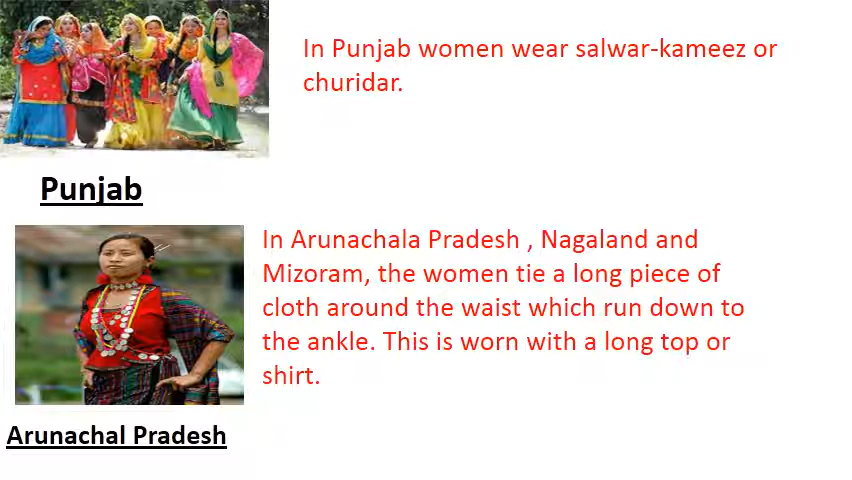 In Punjab women wear salwar-kameez or
churidar.
Punjab
In Arunachala Pradesh , Nagaland and
Mizoram, the women tie a long piece of
cloth around the waist which run down to
the ankle. This is worn with a long top or
shirt.
Arunachal Pradesh